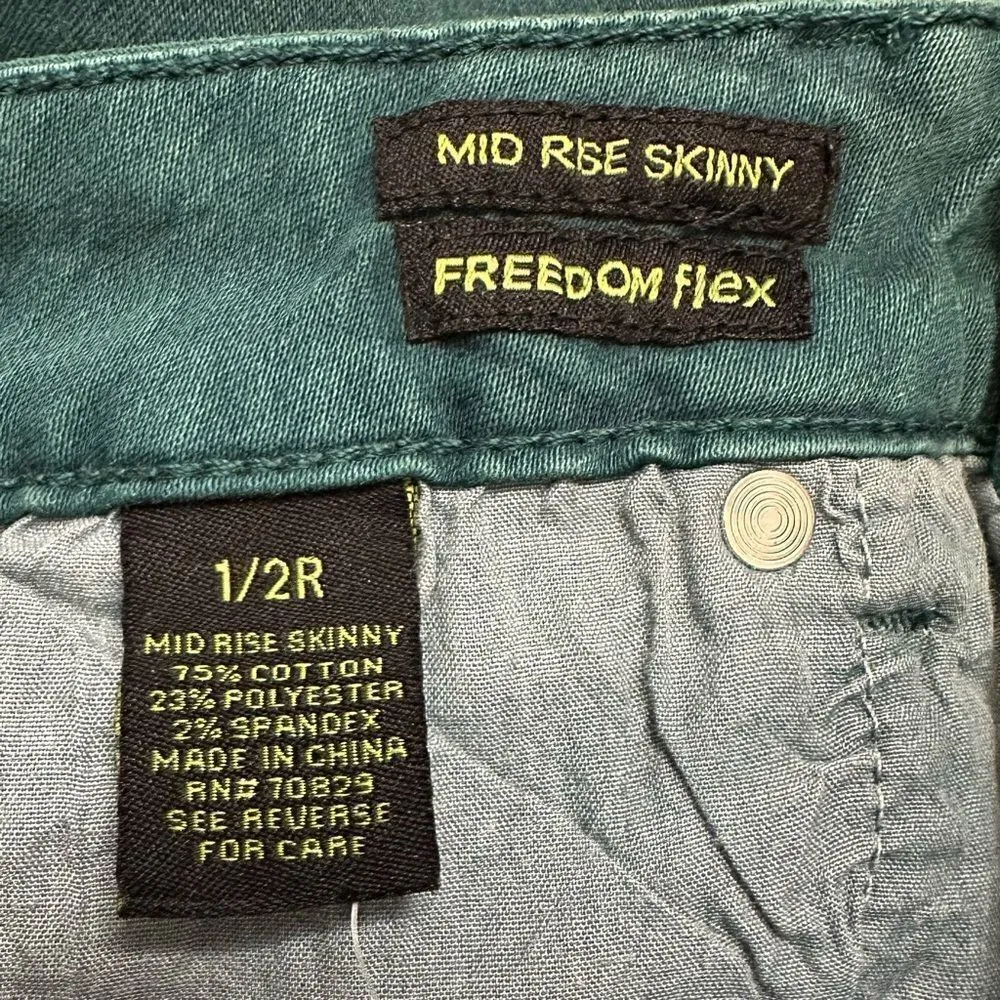 MID RISE SKINNY
FREEDOM flex
1/2R
MID RISE SKINNY
75% COTTON
23% POLYESTER
2% SPANDEX
MADE IN CHINA
RN# 70829
SEE REVERSE
FOR CARE